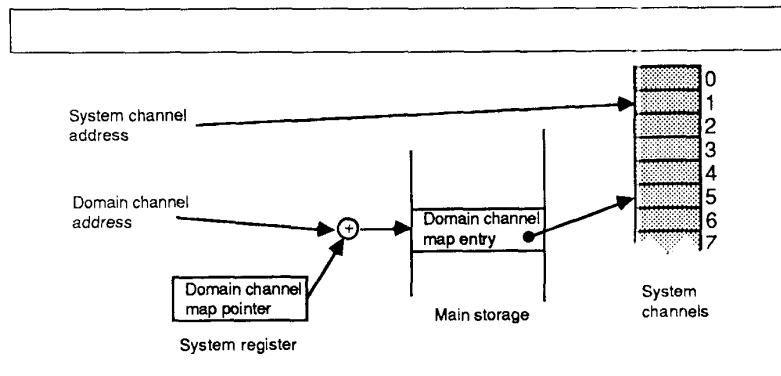 0
1
2
3
4
5
6
7
System channel
address
Domain channel
address
+
Domain channel
map entry
Domain channel
map pointer
System register
Main storage
System
channels